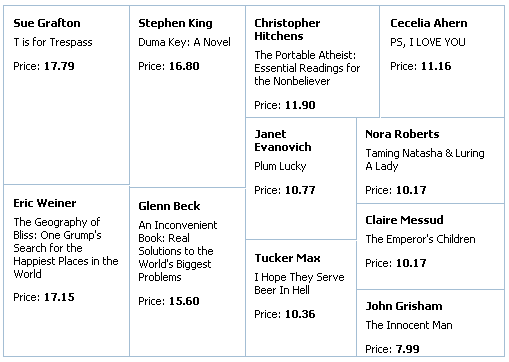 Sue Grafton
T is for Trespass
Price: 17.79
Stephen King
Duma Key: A Novel
Price: 16.80
Christopher
Hitchens
The Portable Atheist:
Essential Readings for
the Nonbeliever
Price: 11.90
Cecelia Ahern
PS, I LOVE YOU
Price: 11.16
Janet
Evanovich
Plum Lucky
Price: 10.77
Nora Roberts
Taming Natasha & Luring
A Lady
Price: 10.17
Eric Weiner
The Geography of
Bliss: One Grump's
Search for the
Happiest Places in the
World
Price: 17.15
Glenn Beck
An Inconvenient
Book: Real
Solutions to the
World's Biggest
Problems
Price: 15.60
Tucker Max
I Hope They Serve
Beer In Hell
Price: 10.36
Claire Messud
The Emperor's Children
Price: 10.17
John Grisham
The Innocent Man
Price: 7.99